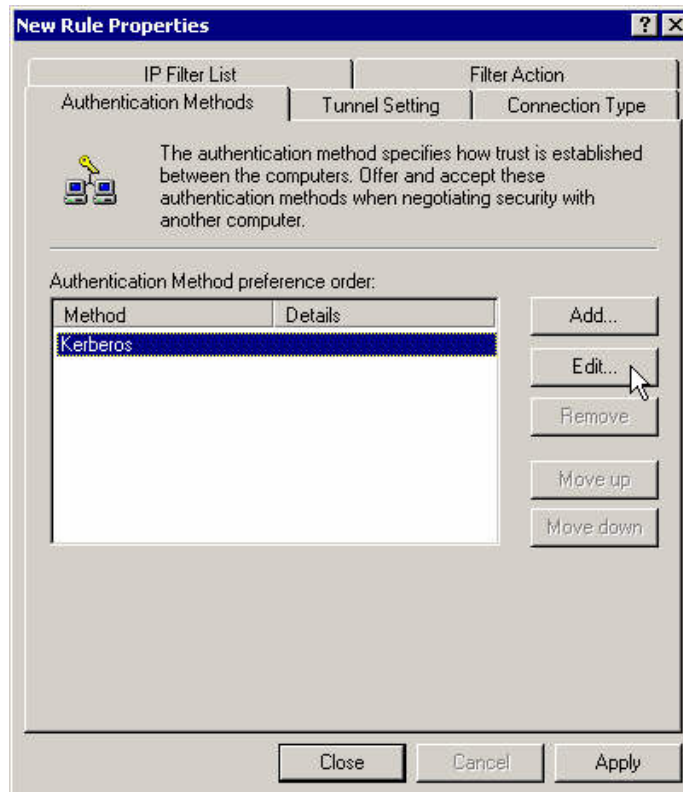 New Rule Properties
IP Filter List
Filter Action
Authentication Methods
Tunnel Setting
Connection Type
The authentication method specifies how trust is established
between the computers. Offer and accept these
authentication methods when negotiating security with
another computer.
Authentication Method preference order:
Method
Details
Kerberos
Add...
Edit...
Remove
Move up
Move down
Close
Cancel
Apply